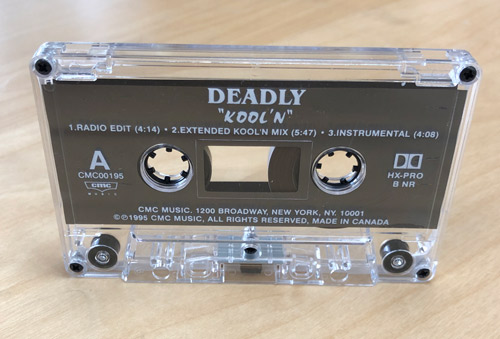 DEADLY
"KOOL'N"
1.RADIO EDIT (4:14) • 2.EXTENDED KOOL'N MIX (5:47) • 3.INSTRUMENTAL (4:08)
A
CMC00195
CMC
MUSIC
HX-PRO
B NR
CMC MUSIC. 1200 BROADWAY, NEW YORK, NY. 10001
©℗1995 CMC MUSIC, ALL RIGHTS RESERVED, MADE IN CANADA